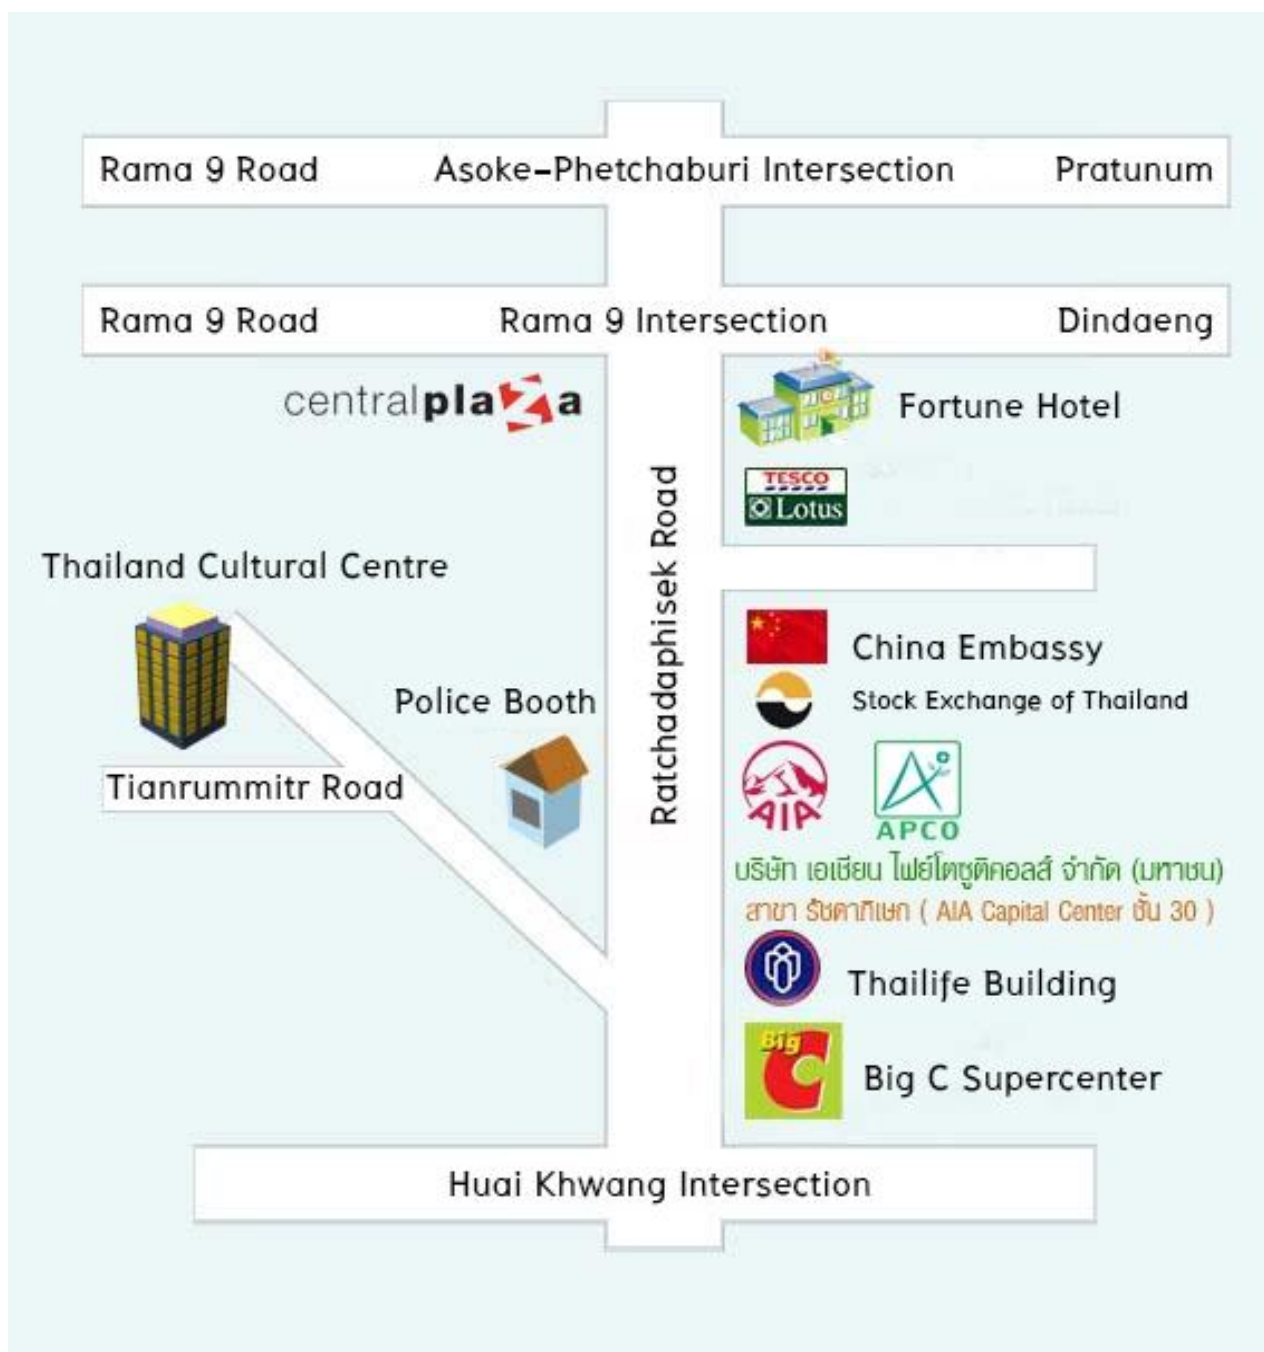 Rama 9 Road Asoke-Phetchaburi Intersection Pratunum
Rama 9 Road Rama 9 Intersection Dindaeng
centralplaza
Fortune Hotel
TESCO
Lotus
Ratchadaphisek Road
Thailand Cultural Centre
China Embassy
Police Booth
Stock Exchange of Thailand
Tianrummitr Road
AIA
APCO
บริษัท เอเชียน ไฟย์โตซูติคอลส์ จำกัด (มหาชน)
สาขา รัชดาภิเษก ( AIA Capital Center ชั้น 30 )
Thailife Building
Big
C
Big C Supercenter
Huai Khwang Intersection